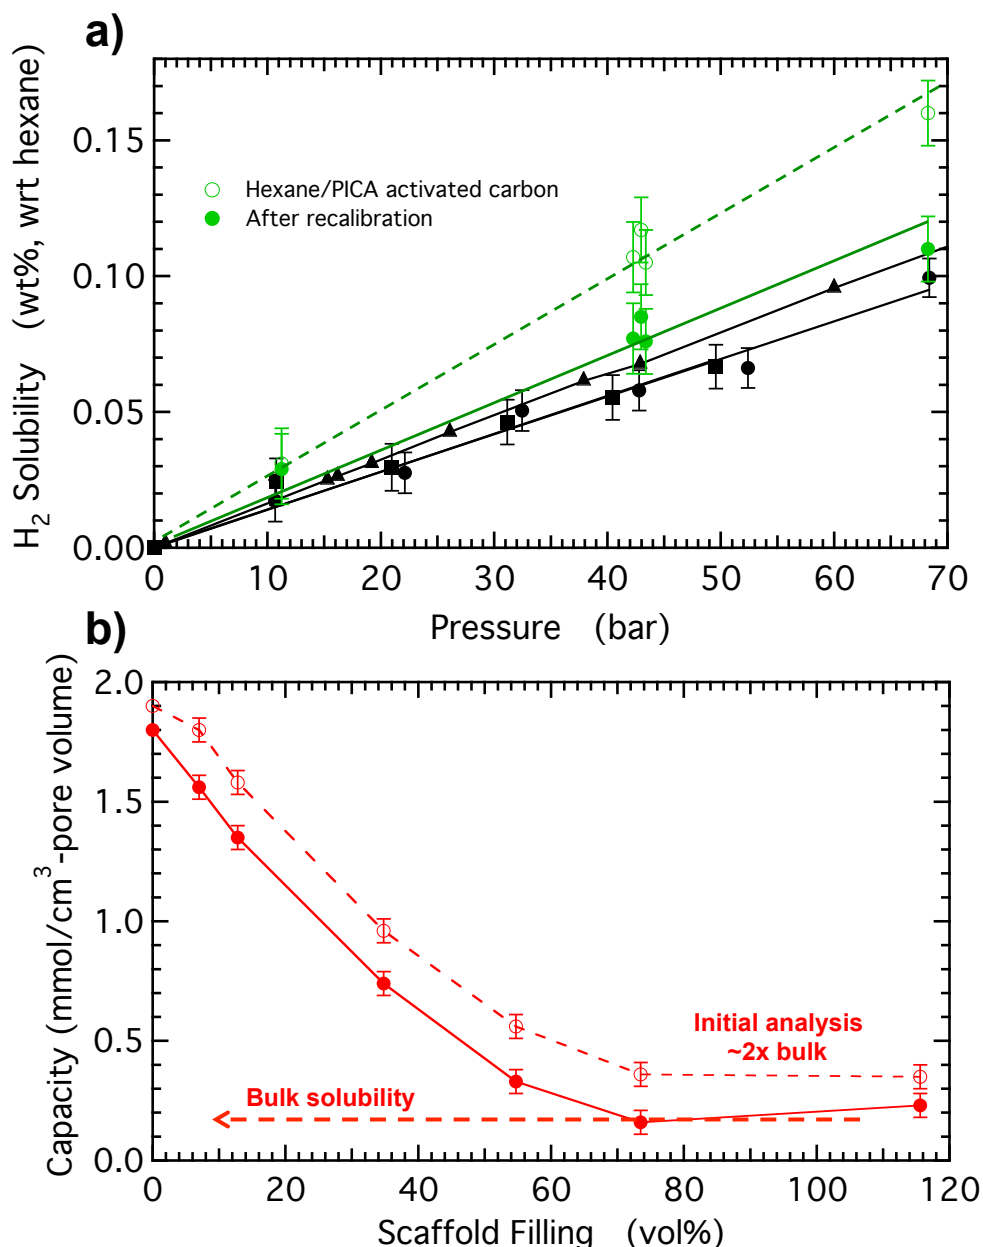 a)
H2 Solubility (wt%, wrt hexane)
0.15
0.10
0.05
0.00
Hexane/PICA activated carbon
After recalibration
0 10 20 30 40 50 60 70
Pressure (bar)
b)
Capacity (mmol/cm3-pore volume)
2.0
1.5
1.0
0.5
0.0
Initial analysis
~2x bulk
Bulk solubility
0 20 40 60 80 100 120
Scaffold Filling (vol%)